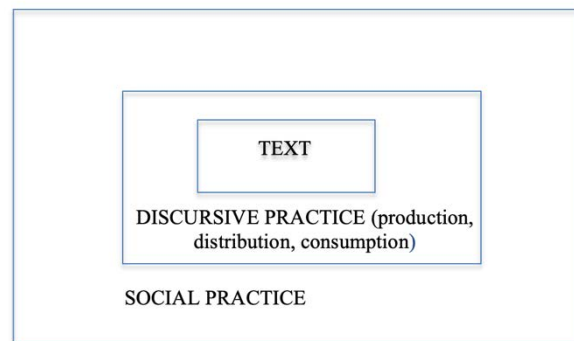 TEXT
DISCURSIVE PRACTICE (production,
distribution, consumption)
SOCIAL PRACTICE